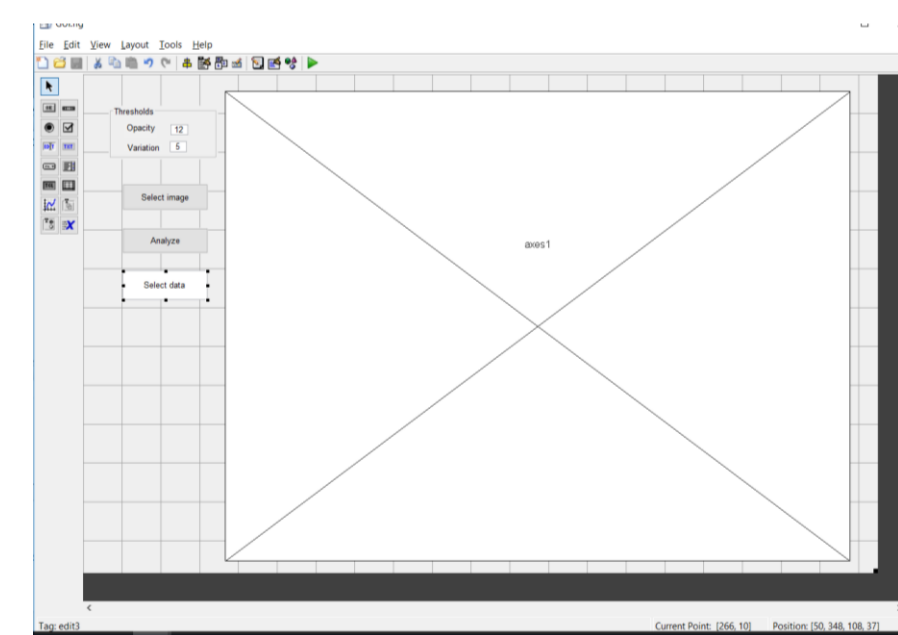 File Edit View Layout Tools Help
Thresholds
Opacity 12
Variation 5
Select image
Analyze
Select data
axes1
Tag: edit3
Current Point: [266, 10] Position: [50, 348, 108, 37]